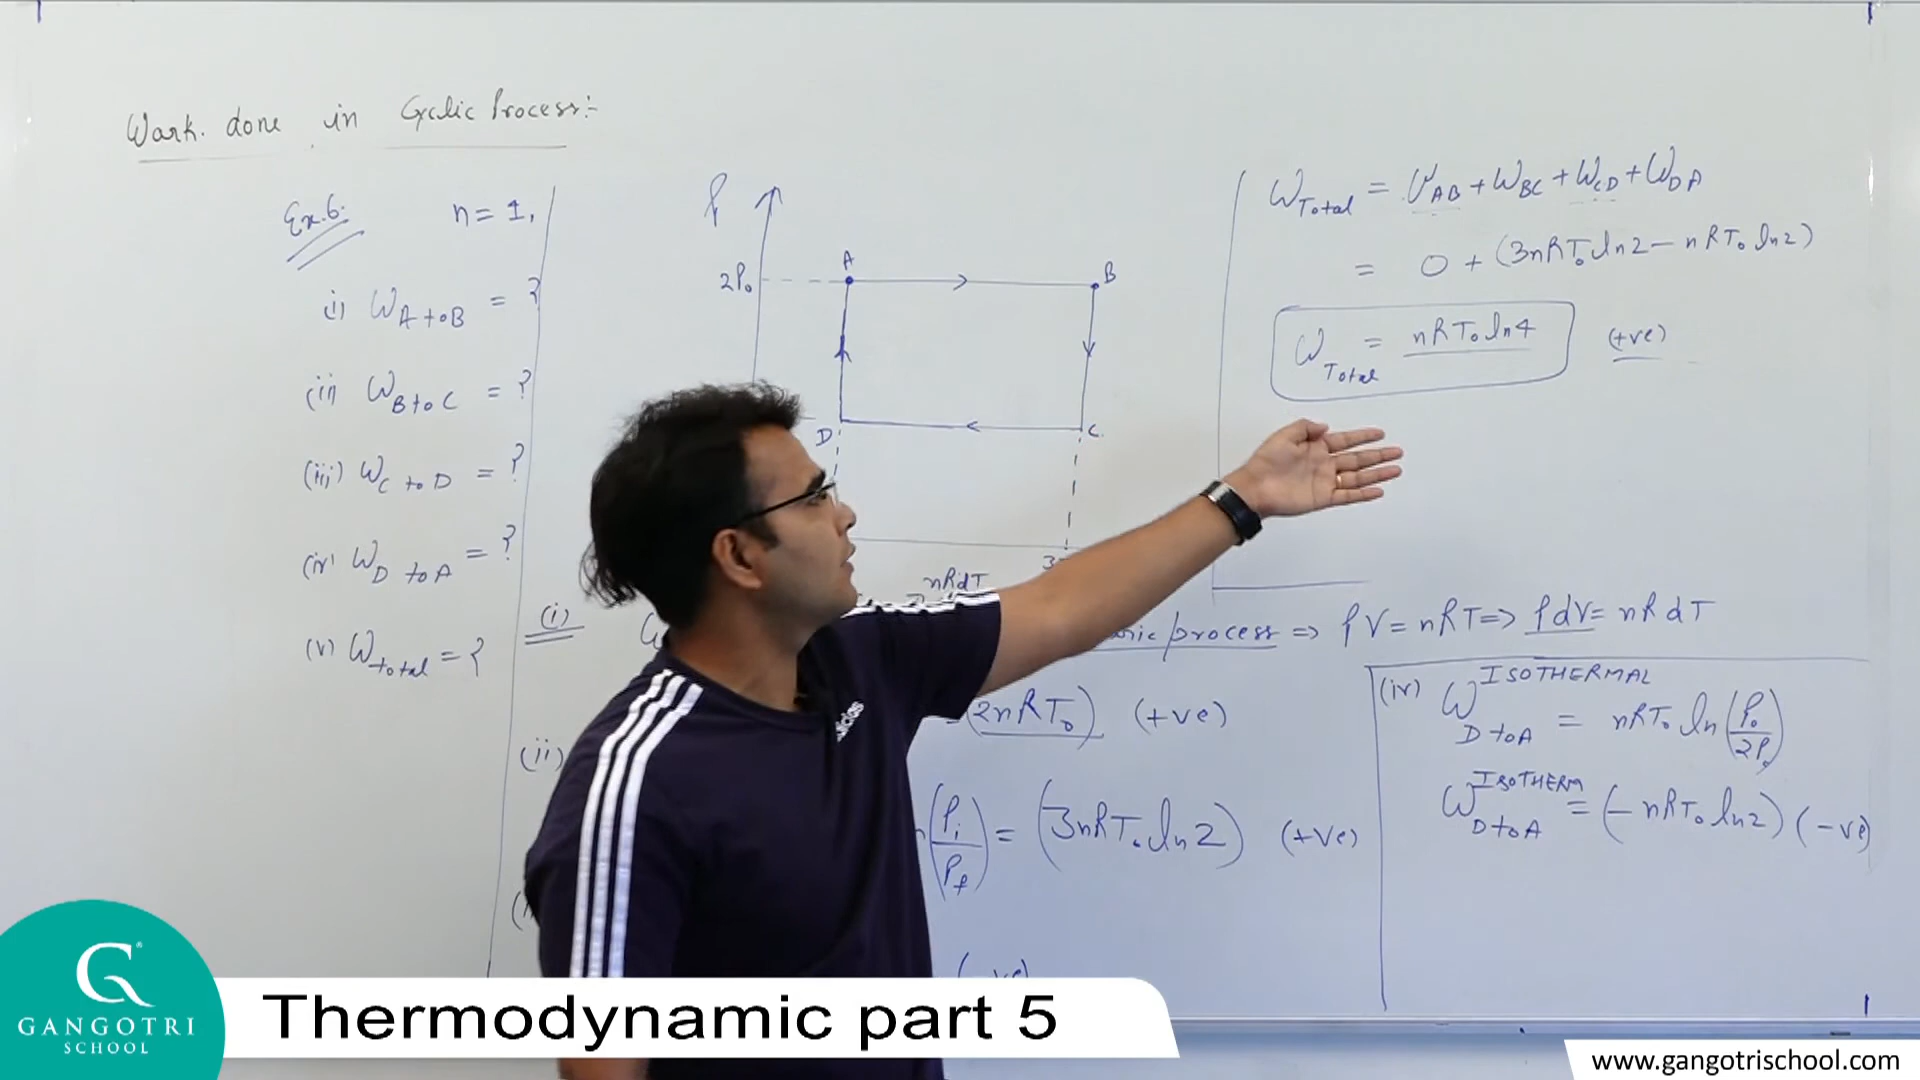 Work done in Cyclic Process:-
Ex.6. n = 1,
(i) W A to B = ?
(ii) W B to C = ?
(iii) W C to D = ?
(iv) W D to A = ?
(v) W total = ?
P
2P₀
A
B
D
C
W Total = W AB + W BC + W CD + W DA
= 0 + (3nRT₀ ln2 − nRT₀ ln2)
W Total = nRT₀ ln4 (+ve)
nRdT
(i)
process => PV = nRT => PdV = nRdT
(2nRT₀) (+ve)
(ii)
(Pi/Pf) = (3nRT₀ ln2) (+ve)
(iv) W ISOTHERMAL D to A = nRT₀ ln (P₀/2P₀)
W ISOTHERM D to A = (− nRT₀ ln2) (−ve)
adidas
G
GANGOTRI
SCHOOL
Thermodynamic part 5
www.gangotrischool.com